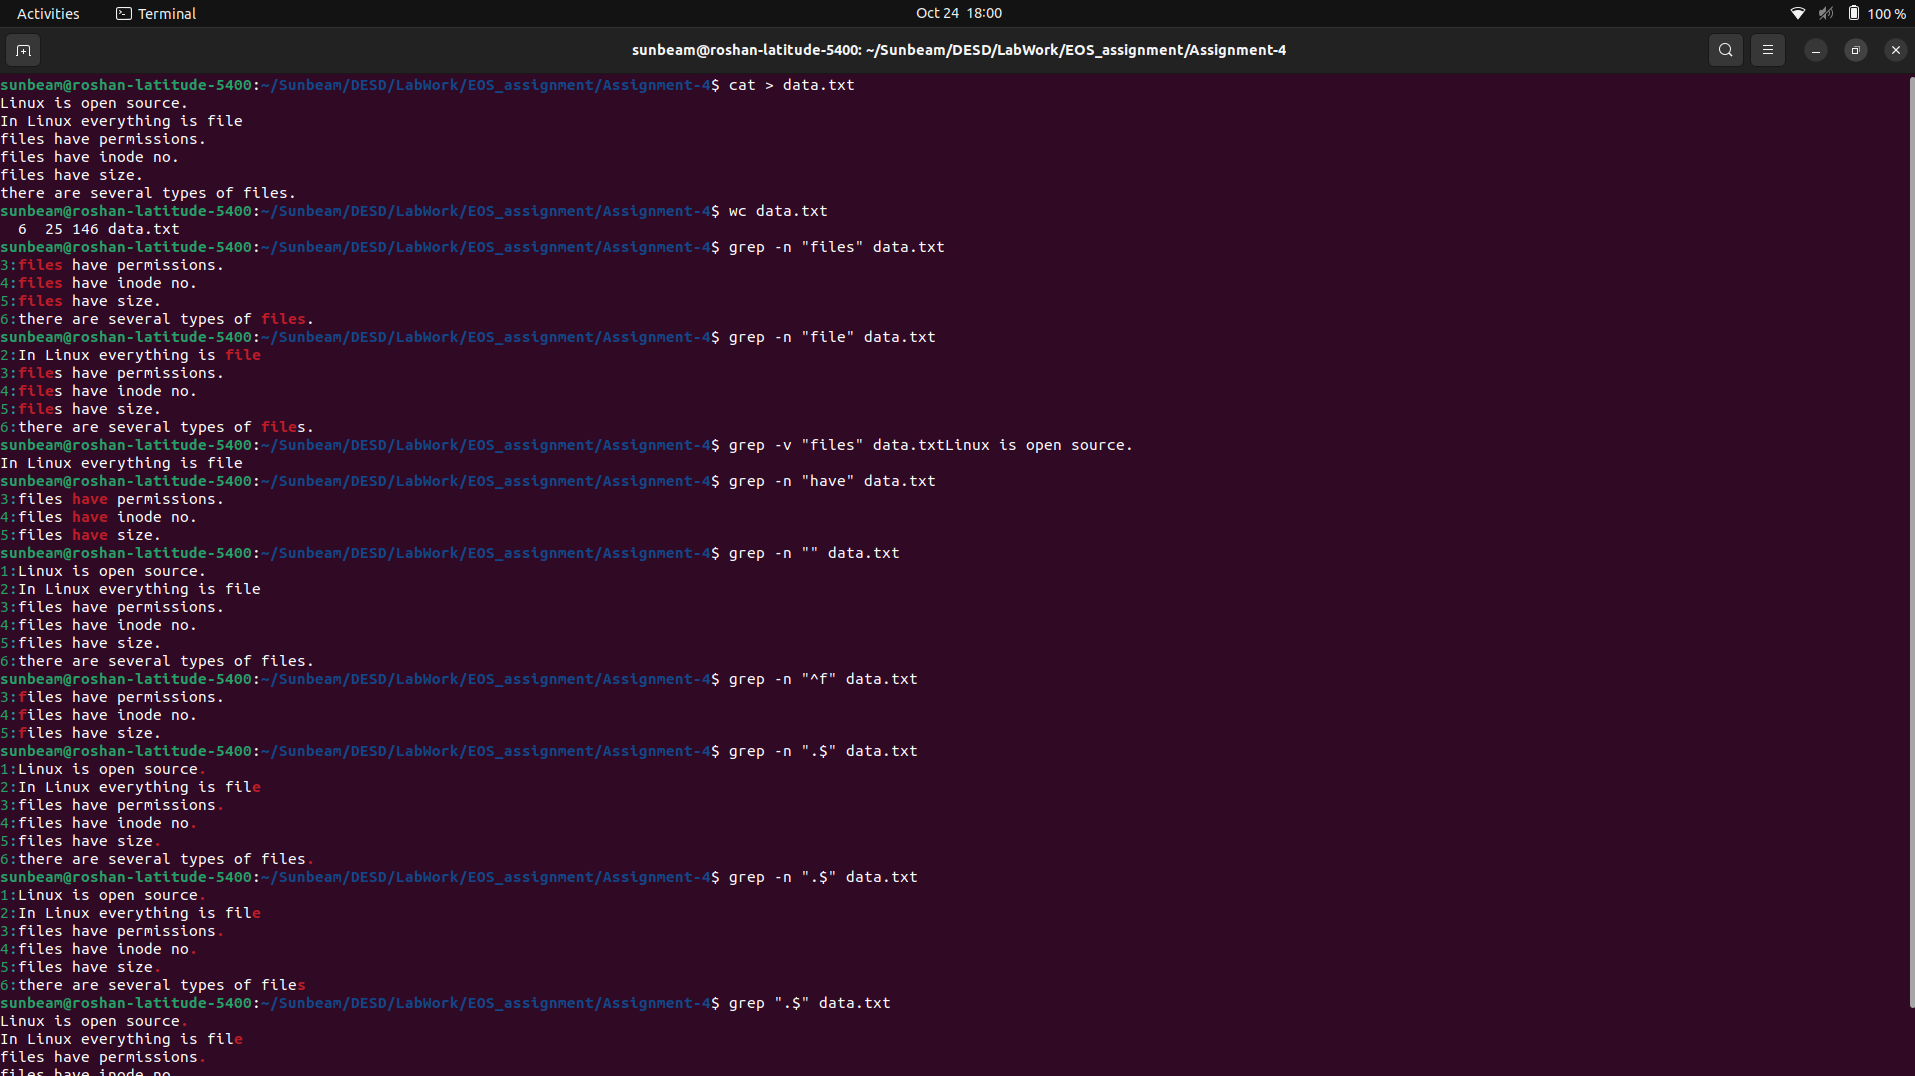 Activities Terminal Oct 24 18:00 100 %
sunbeam@roshan-latitude-5400: ~/Sunbeam/DESD/LabWork/EOS_assignment/Assignment-4
sunbeam@roshan-latitude-5400:~/Sunbeam/DESD/LabWork/EOS_assignment/Assignment-4$ cat > data.txt
Linux is open source.
In Linux everything is file
files have permissions.
files have inode no.
files have size.
there are several types of files.
sunbeam@roshan-latitude-5400:~/Sunbeam/DESD/LabWork/EOS_assignment/Assignment-4$ wc data.txt
  6  25 146 data.txt
sunbeam@roshan-latitude-5400:~/Sunbeam/DESD/LabWork/EOS_assignment/Assignment-4$ grep -n "files" data.txt
3:files have permissions.
4:files have inode no.
5:files have size.
6:there are several types of files.
sunbeam@roshan-latitude-5400:~/Sunbeam/DESD/LabWork/EOS_assignment/Assignment-4$ grep -n "file" data.txt
2:In Linux everything is file
3:files have permissions.
4:files have inode no.
5:files have size.
6:there are several types of files.
sunbeam@roshan-latitude-5400:~/Sunbeam/DESD/LabWork/EOS_assignment/Assignment-4$ grep -v "files" data.txtLinux is open source.
In Linux everything is file
sunbeam@roshan-latitude-5400:~/Sunbeam/DESD/LabWork/EOS_assignment/Assignment-4$ grep -n "have" data.txt
3:files have permissions.
4:files have inode no.
5:files have size.
sunbeam@roshan-latitude-5400:~/Sunbeam/DESD/LabWork/EOS_assignment/Assignment-4$ grep -n "" data.txt
1:Linux is open source.
2:In Linux everything is file
3:files have permissions.
4:files have inode no.
5:files have size.
6:there are several types of files.
sunbeam@roshan-latitude-5400:~/Sunbeam/DESD/LabWork/EOS_assignment/Assignment-4$ grep -n "^f" data.txt
3:files have permissions.
4:files have inode no.
5:files have size.
sunbeam@roshan-latitude-5400:~/Sunbeam/DESD/LabWork/EOS_assignment/Assignment-4$ grep -n ".$" data.txt
1:Linux is open source.
2:In Linux everything is file
3:files have permissions.
4:files have inode no.
5:files have size.
6:there are several types of files.
sunbeam@roshan-latitude-5400:~/Sunbeam/DESD/LabWork/EOS_assignment/Assignment-4$ grep -n ".$" data.txt
1:Linux is open source.
2:In Linux everything is file
3:files have permissions.
4:files have inode no.
5:files have size.
6:there are several types of files
sunbeam@roshan-latitude-5400:~/Sunbeam/DESD/LabWork/EOS_assignment/Assignment-4$ grep ".$" data.txt
Linux is open source.
In Linux everything is file
files have permissions.
files have inode no.